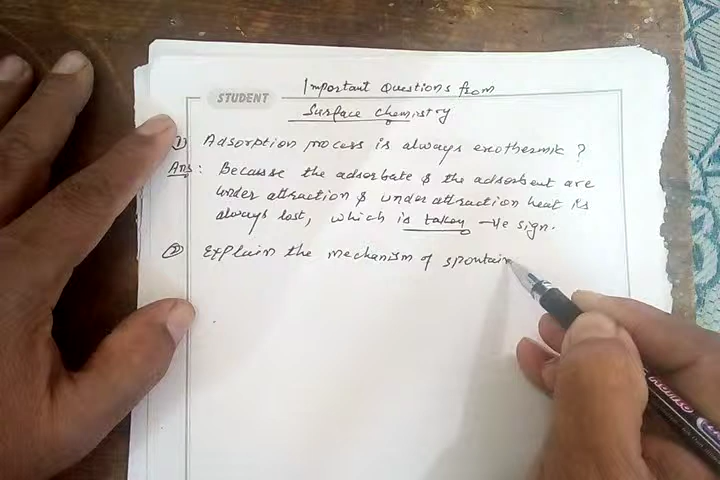 STUDENT
Important Questions from
Surface chemistry
1) Adsorption process is always exothermic ?
Ans : Because the adsorbate & the adsorbent are
under attraction & under attraction heat is
always lost, which is taken -ve sign.
2) Explain the mechanism of spontain